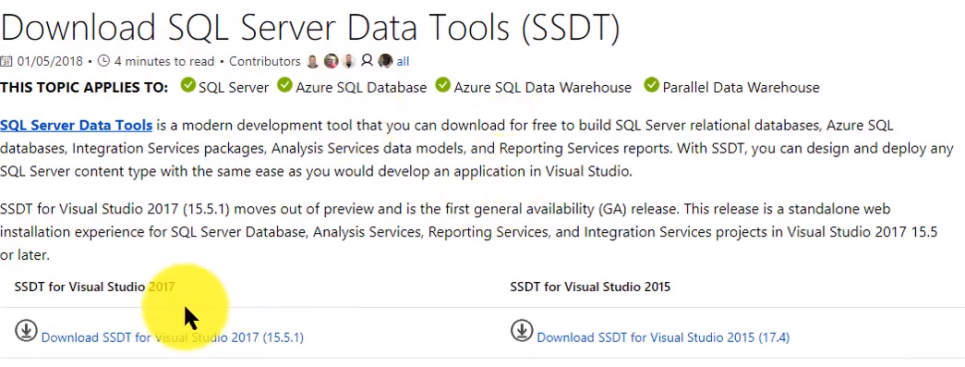 Download SQL Server Data Tools (SSDT)
01/05/2018 • 4 minutes to read • Contributors all
THIS TOPIC APPLIES TO: SQL Server Azure SQL Database Azure SQL Data Warehouse Parallel Data Warehouse
SQL Server Data Tools is a modern development tool that you can download for free to build SQL Server relational databases, Azure SQL
databases, Integration Services packages, Analysis Services data models, and Reporting Services reports. With SSDT, you can design and deploy any
SQL Server content type with the same ease as you would develop an application in Visual Studio.
SSDT for Visual Studio 2017 (15.5.1) moves out of preview and is the first general availability (GA) release. This release is a standalone web
installation experience for SQL Server Database, Analysis Services, Reporting Services, and Integration Services projects in Visual Studio 2017 15.5
or later.
SSDT for Visual Studio 2017 SSDT for Visual Studio 2015
Download SSDT for Visual Studio 2017 (15.5.1) Download SSDT for Visual Studio 2015 (17.4)